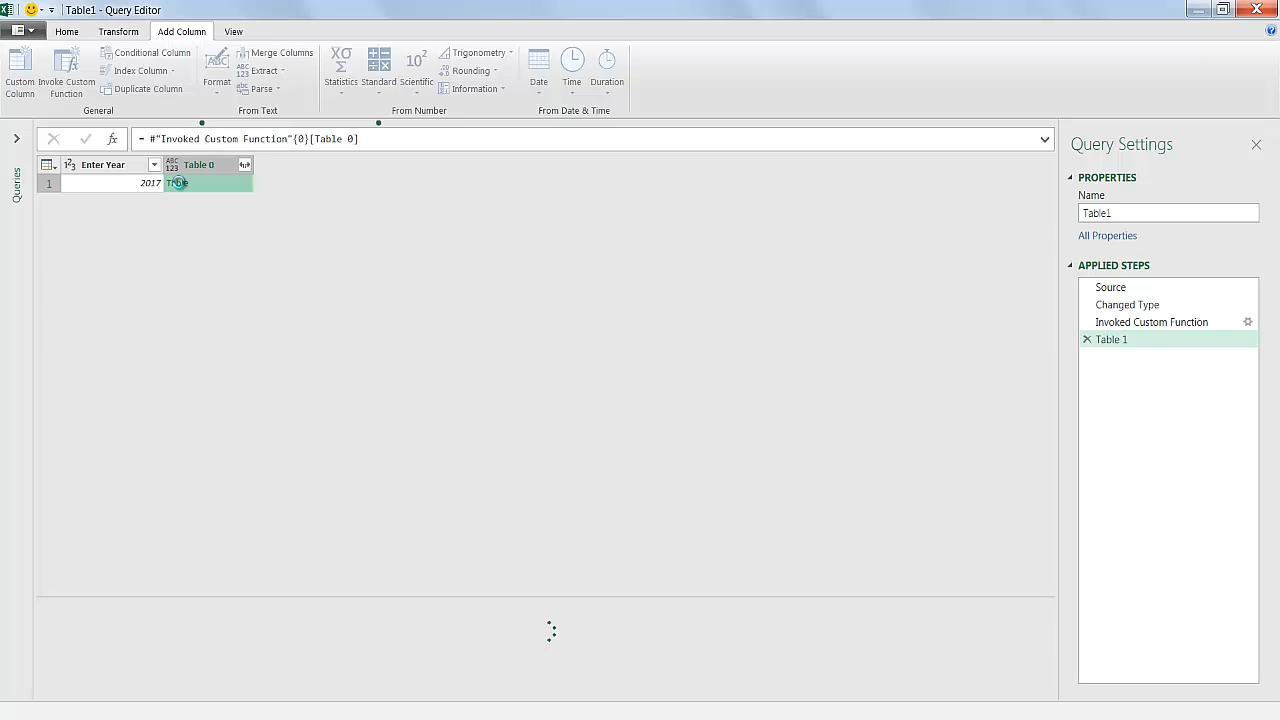 Table1 - Query Editor
Home
Transform
Add Column
View
Custom Column
Invoke Custom Function
Conditional Column
Index Column
Duplicate Column
General
Format
Merge Columns
Extract
Parse
From Text
Statistics
Standard
Scientific
Trigonometry
Rounding
Information
From Number
Date
Time
Duration
From Date & Time
Queries
fx
= #"Invoked Custom Function"{0}[Table 0]
Enter Year
Table 0
1
2017
Table
Query Settings
PROPERTIES
Name
Table1
All Properties
APPLIED STEPS
Source
Changed Type
Invoked Custom Function
Table 1